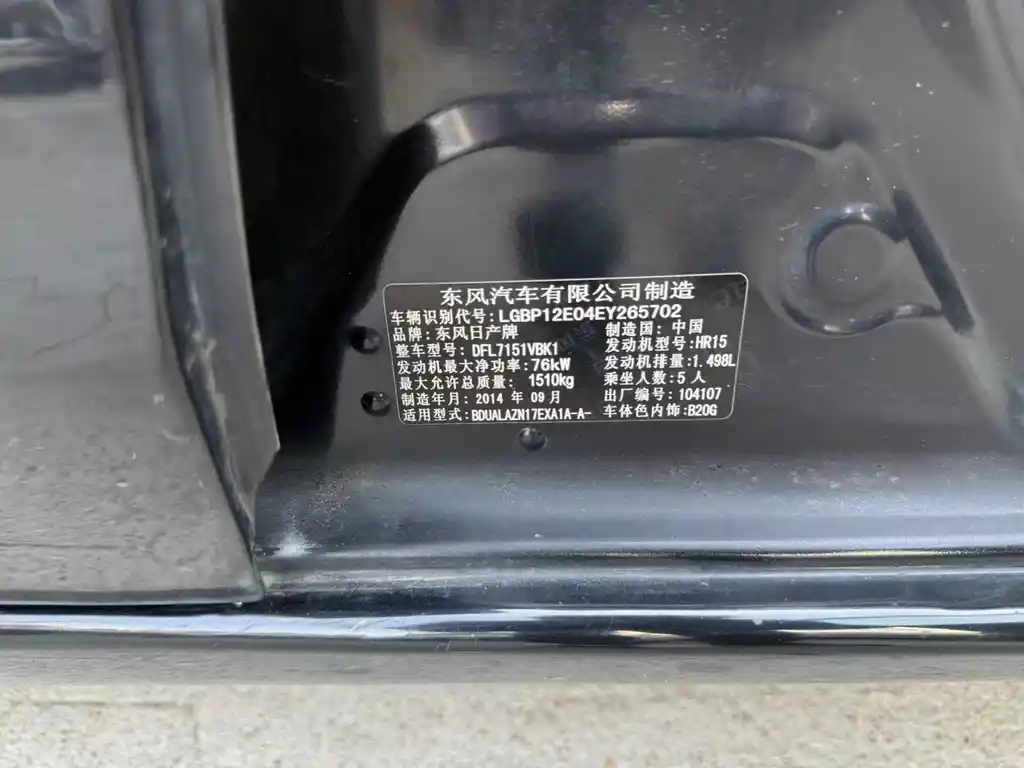 东风汽车有限公司制造
车辆识别代号: LGBP12E04EY265702
品牌: 东风日产牌 制造国: 中国
整车型号: DFL7151VBK1 发动机型号: HR15
发动机最大净功率: 76kW 发动机排量: 1.498L
最大允许总质量: 1510kg 乘坐人数: 5 人
制造年月: 2014 年 09 月 出厂编号: 104107
适用型式: BDUALAZN17EXA1A-A- 车体色内饰: B20G